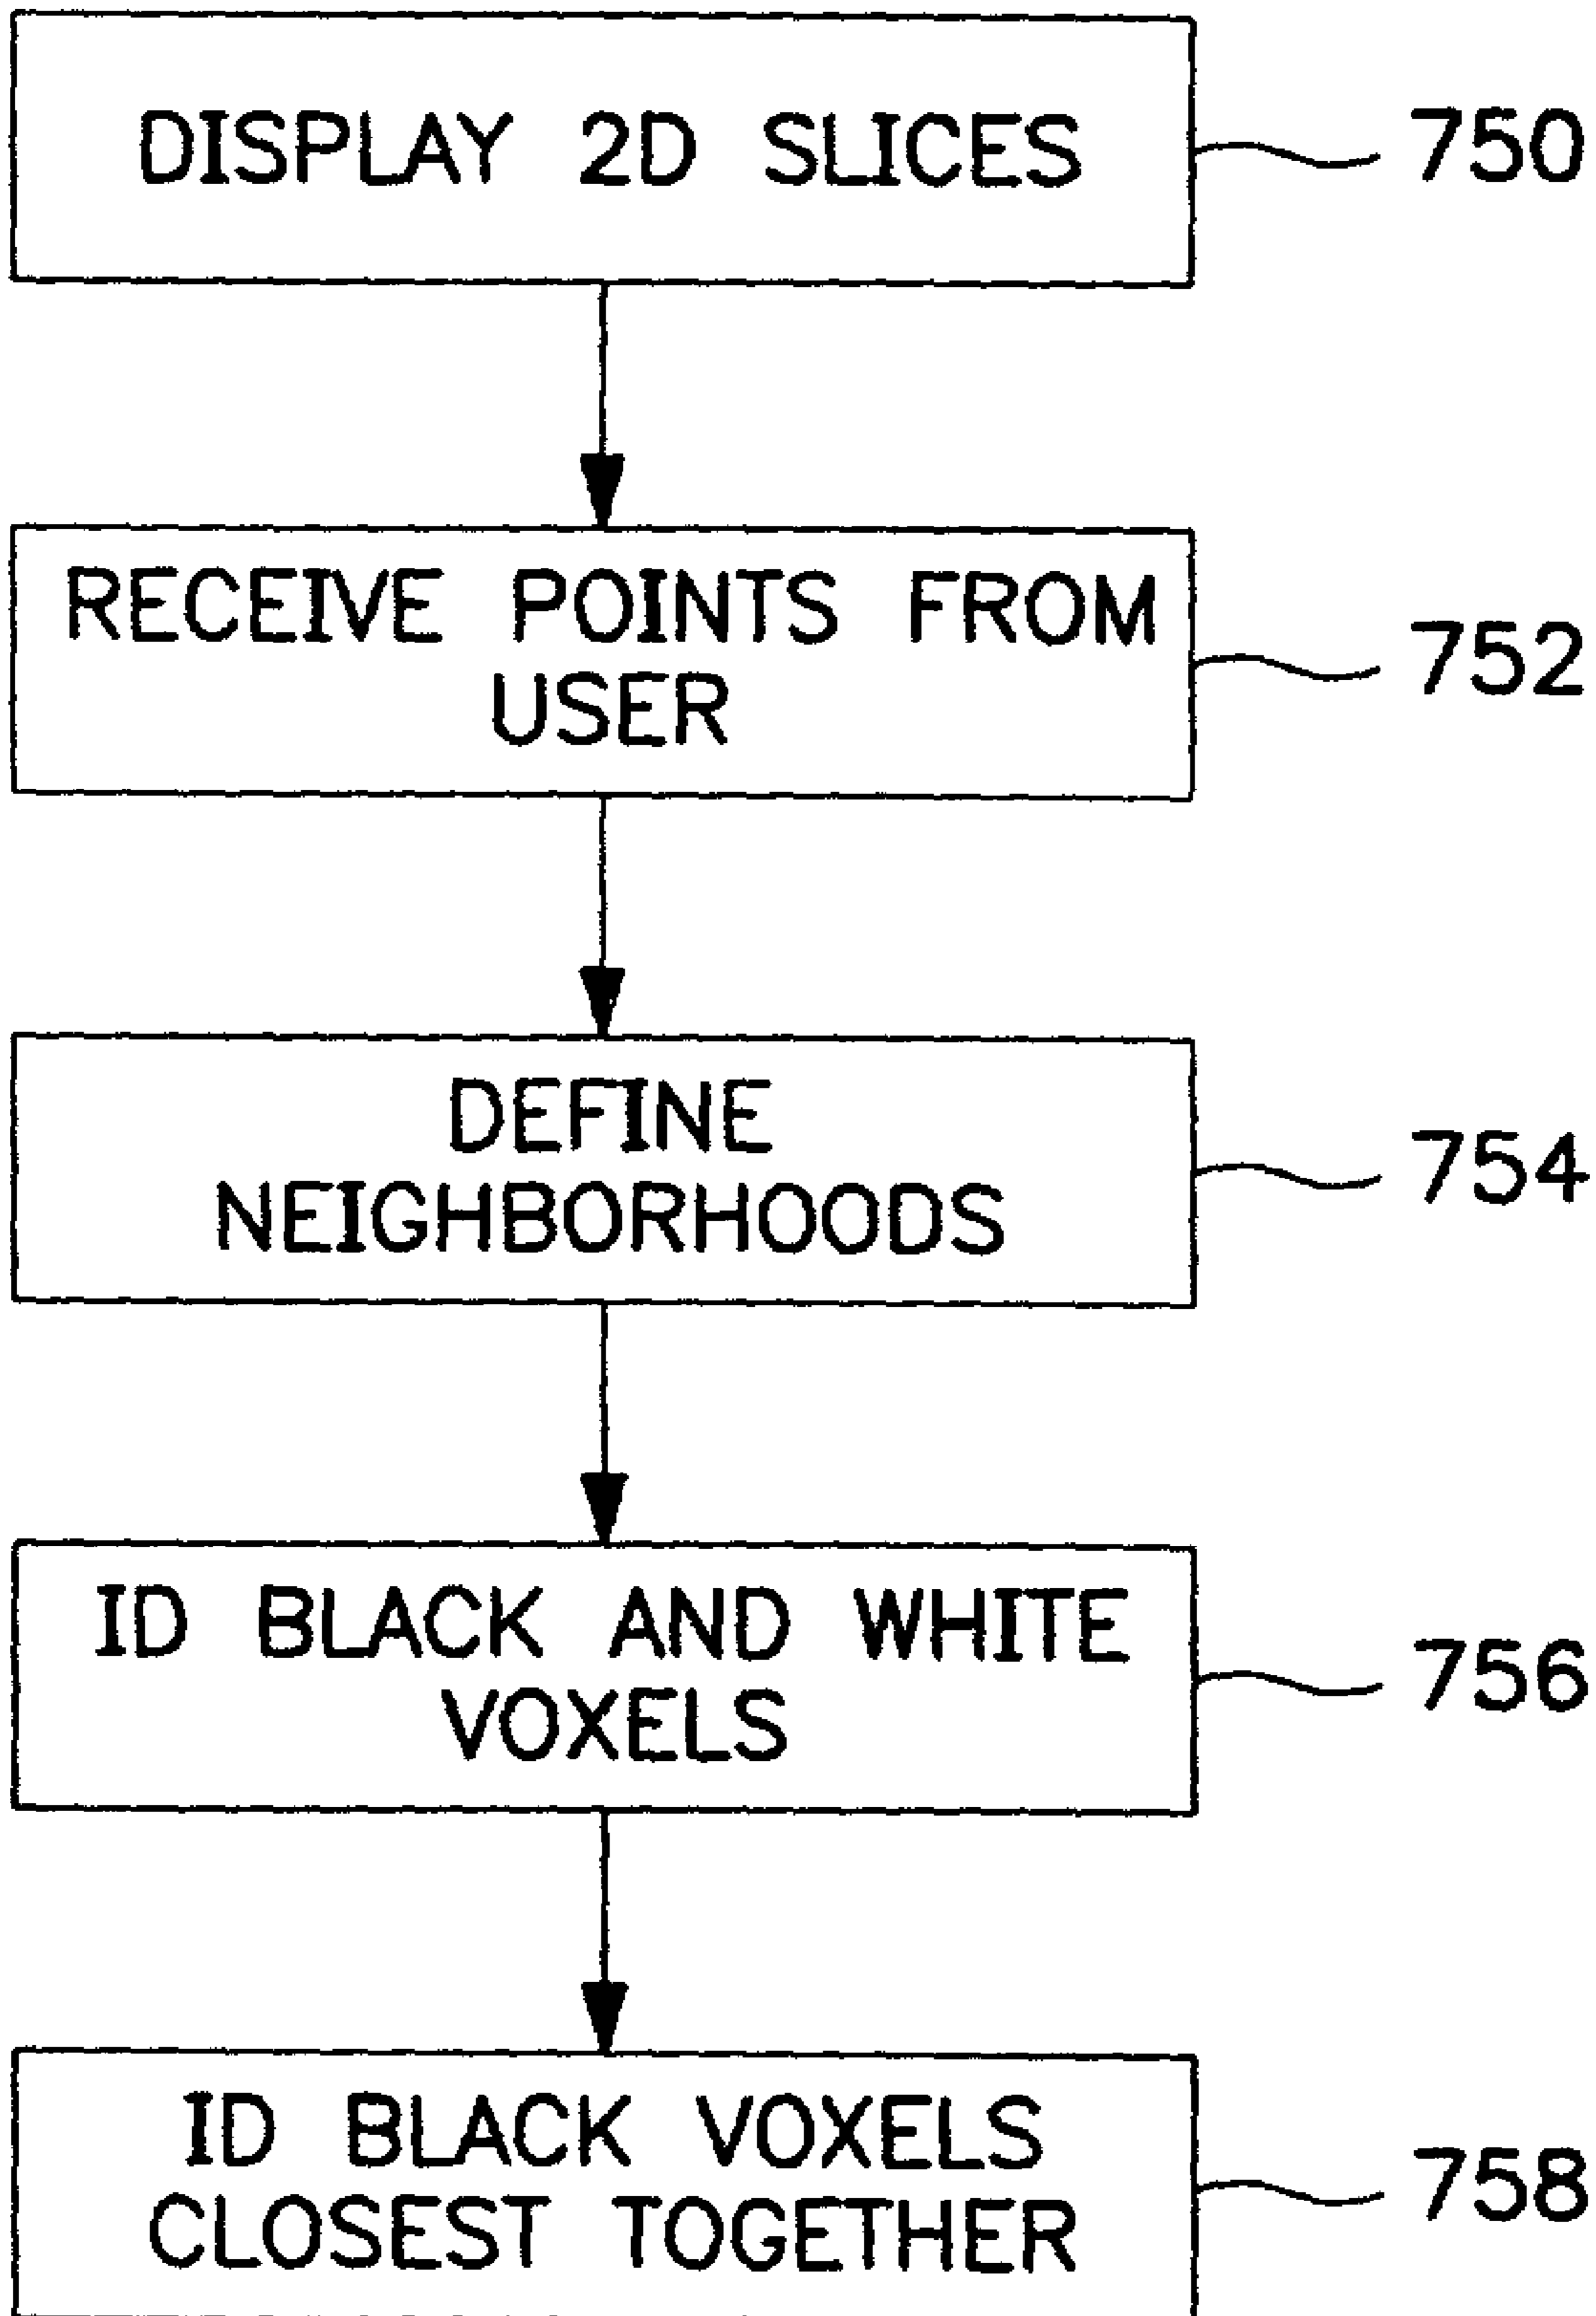 DISPLAY 2D SLICES
750
RECEIVE POINTS FROM
USER
752
DEFINE
NEIGHBORHOODS
754
ID BLACK AND WHITE
VOXELS
756
ID BLACK VOXELS
CLOSEST TOGETHER
758